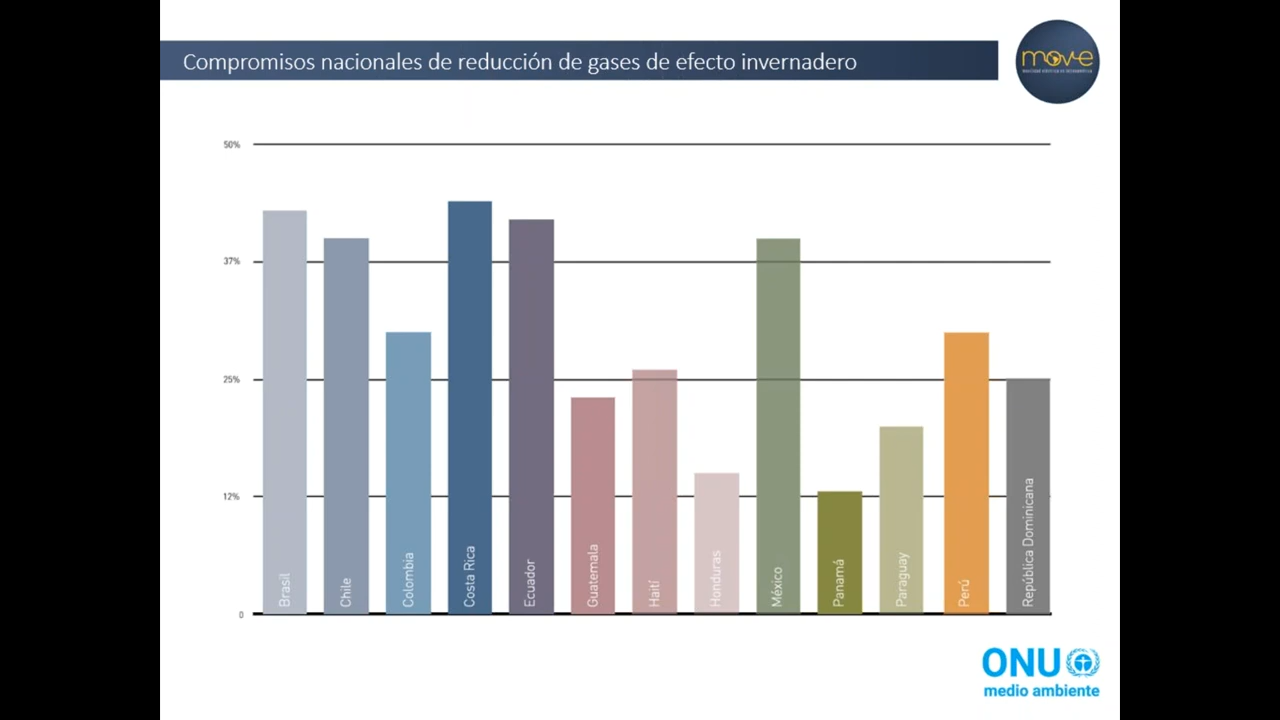 Compromisos nacionales de reducción de gases de efecto invernadero
move
50%
37%
25%
12%
0
Brasil
Chile
Colombia
Costa Rica
Ecuador
Guatemala
Haití
Honduras
México
Panamá
Paraguay
Perú
República Dominicana
ONU
medio ambiente